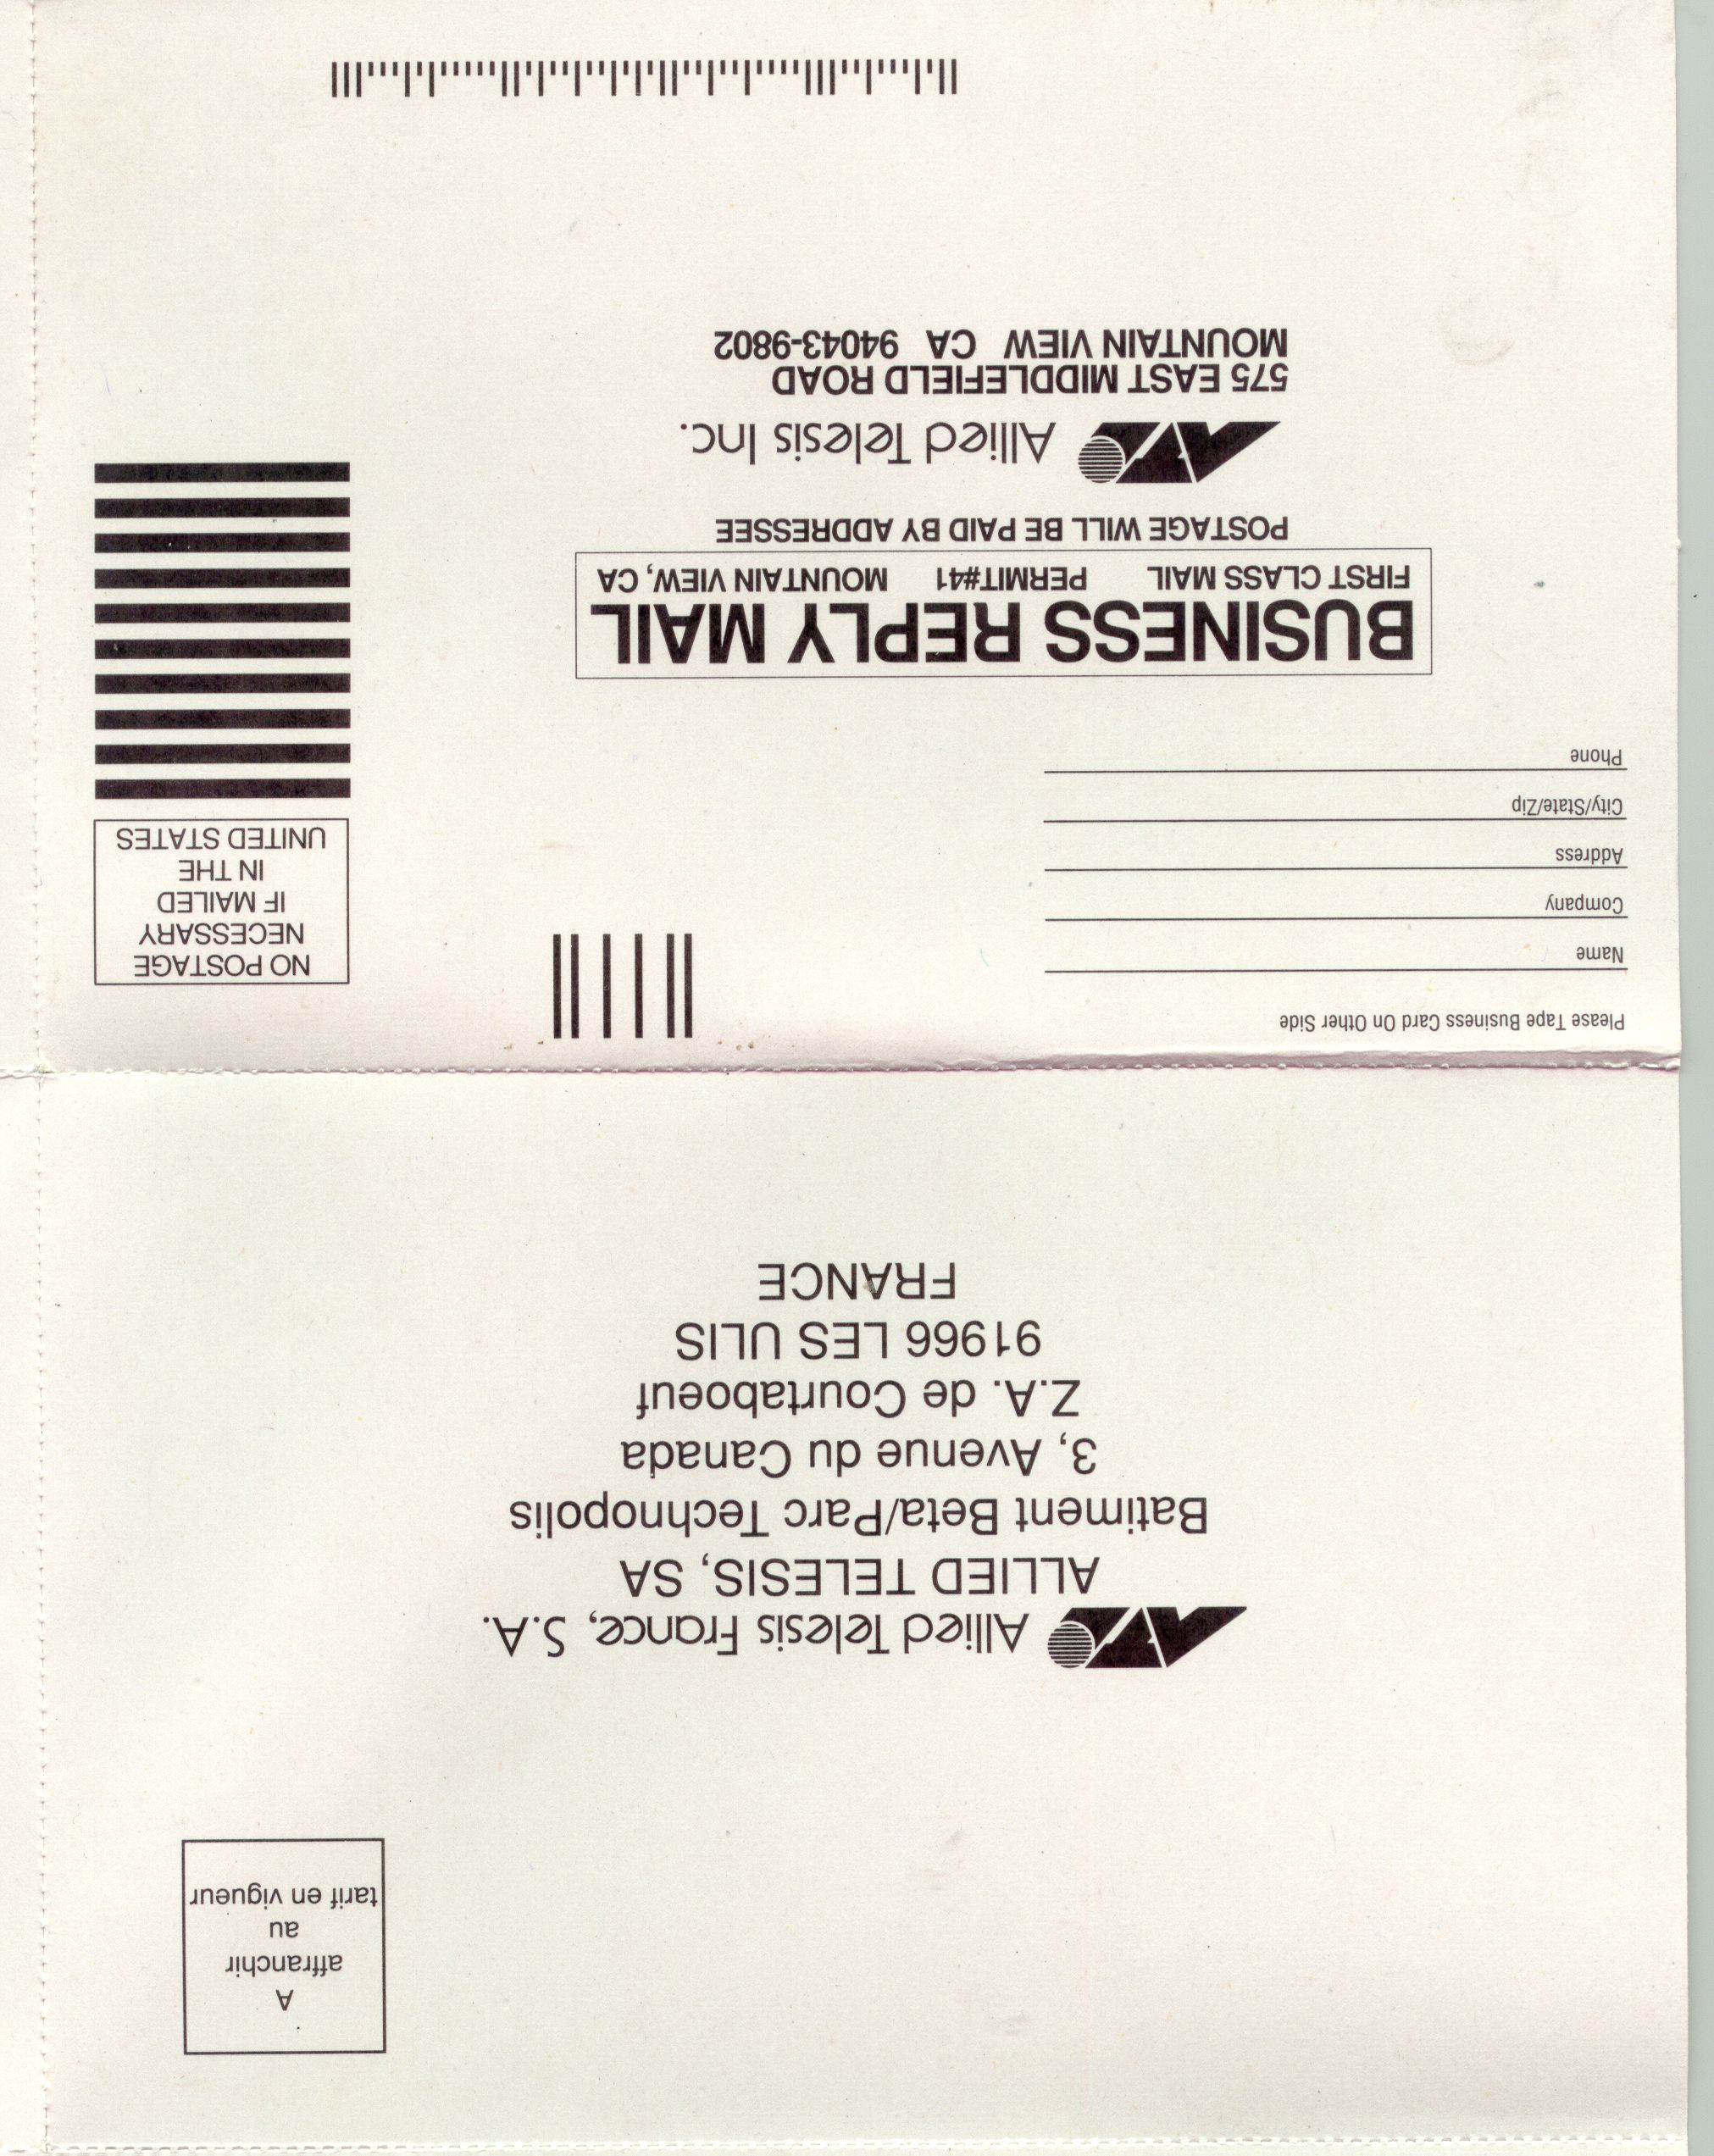 A
affranchir
au
tarif en vigueur
Allied Telesis France, S.A.
ALLIED TELESIS, SA
Batiment Beta/Parc Technopolis
3, Avenue du Canada
Z.A. de Courtaboeuf
91966 LES ULIS
FRANCE
Please Tape Business Card On Other Side
Name
Company
Address
City/State/Zip
Phone
NO POSTAGE
NECESSARY
IF MAILED
IN THE
UNITED STATES
BUSINESS REPLY MAIL
FIRST CLASS MAIL PERMIT#41 MOUNTAIN VIEW, CA
POSTAGE WILL BE PAID BY ADDRESSEE
Allied Telesis Inc.
575 EAST MIDDLEFIELD ROAD
MOUNTAIN VIEW CA 94043-9802